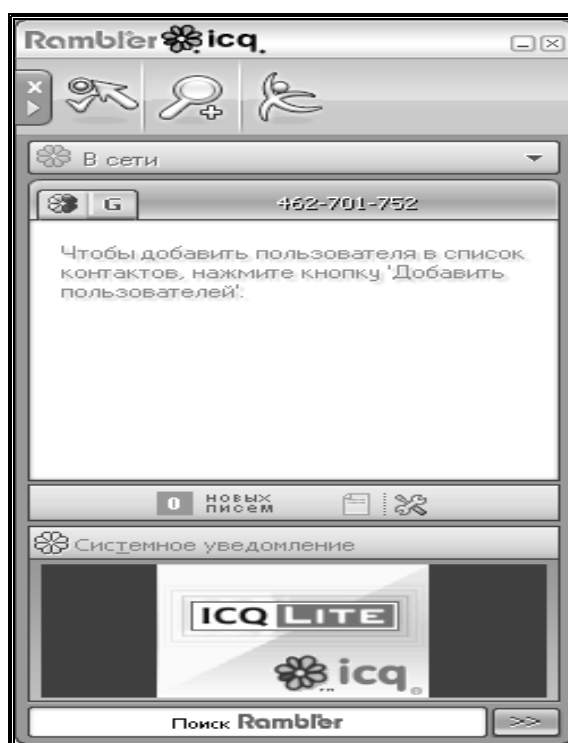 Rambler icq
В сети
G 462-701-752
Чтобы добавить пользователя в список
контактов, нажмите кнопку 'Добавить
пользователей'.
0 НОВЫХ
ПИСЕМ
Системное уведомление
ICQ LITE
icq
Поиск Rambler >>